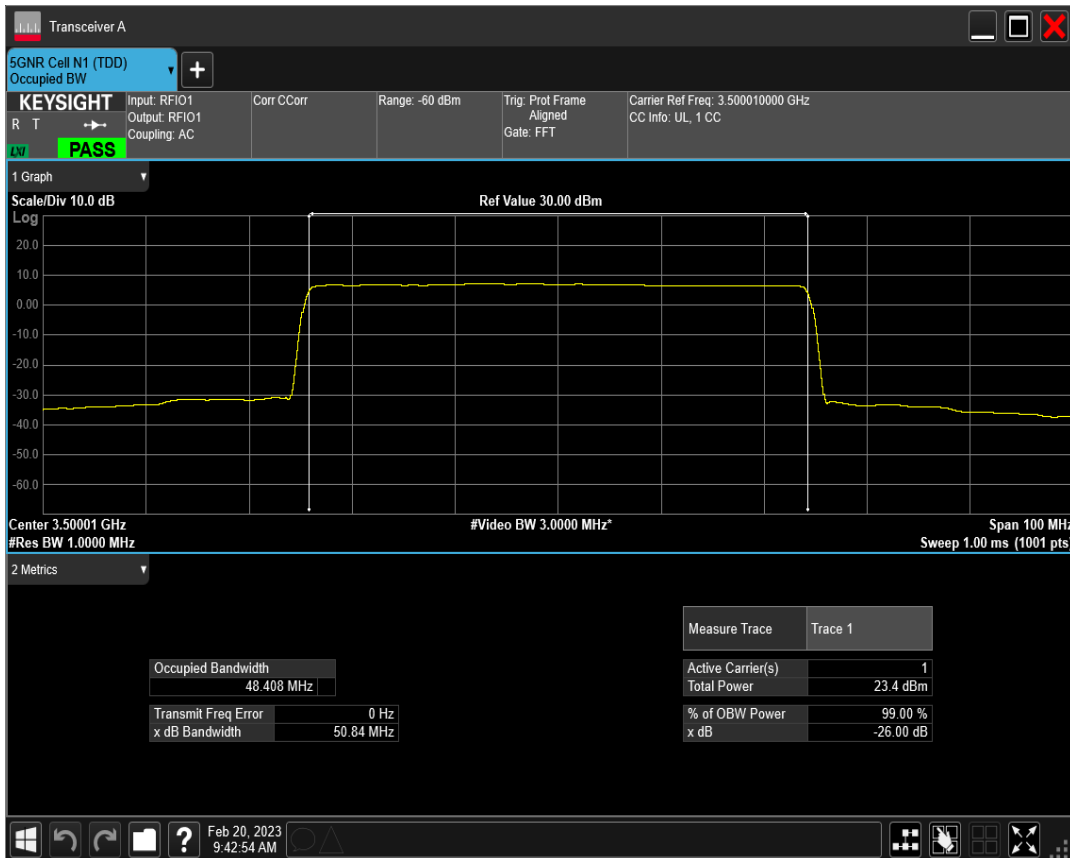 Transceiver A
5GNR Cell N1 (TDD)
Occupied BW
+
KEYSIGHT
R T
LXI
PASS
Input: RFIO1
Output: RFIO1
Coupling: AC
Corr CCorr
Range: -60 dBm
Trig: Prot Frame
Aligned
Gate: FFT
Carrier Ref Freq: 3.500010000 GHz
CC Info: UL, 1 CC
1 Graph
Scale/Div 10.0 dB
Ref Value 30.00 dBm
Log
20.0
10.0
0.00
-10.0
-20.0
-30.0
-40.0
-50.0
-60.0
Center 3.50001 GHz
#Video BW 3.0000 MHz*
Span 100 MHz
#Res BW 1.0000 MHz
Sweep 1.00 ms (1001 pts)
2 Metrics
Measure Trace Trace 1
Occupied Bandwidth
48.408 MHz
Active Carrier(s) 1
Total Power 23.4 dBm
Transmit Freq Error 0 Hz
x dB Bandwidth 50.84 MHz
% of OBW Power 99.00 %
x dB -26.00 dB
?
Feb 20, 2023
9:42:54 AM